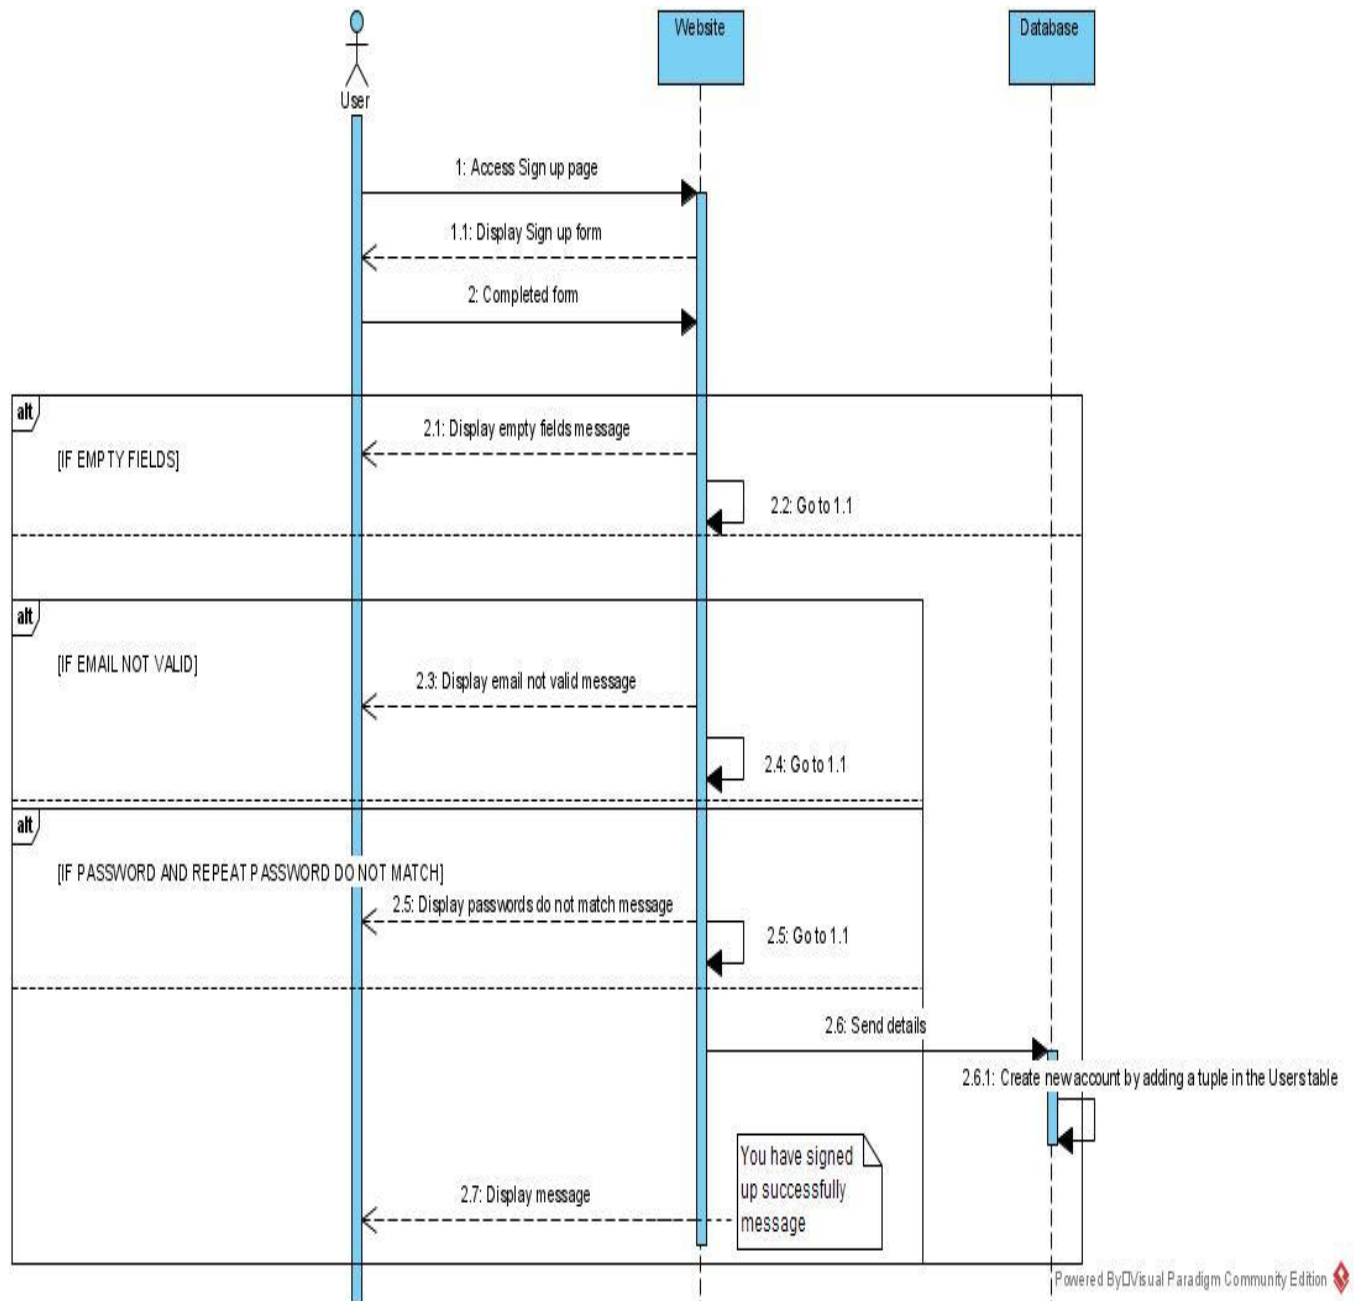 Website
Database
User
1: Access Sign up page
1.1: Display Sign up form
2: Completed form
alt
2.1: Display empty fields message
[IF EMPTY FIELDS]
2.2: Go to 1.1
alt
[IF EMAIL NOT VALID]
2.3: Display email not valid message
2.4: Go to 1.1
alt
[IF PASSWORD AND REPEAT PASSWORD DO NOT MATCH]
2.5: Display passwords do not match message
2.5: Go to 1.1
2.6: Send details
2.6.1: Create new account by adding a tuple in the Users table
You have signed
up successfully
message
2.7: Display message
Powered By□Visual Paradigm Community Edition